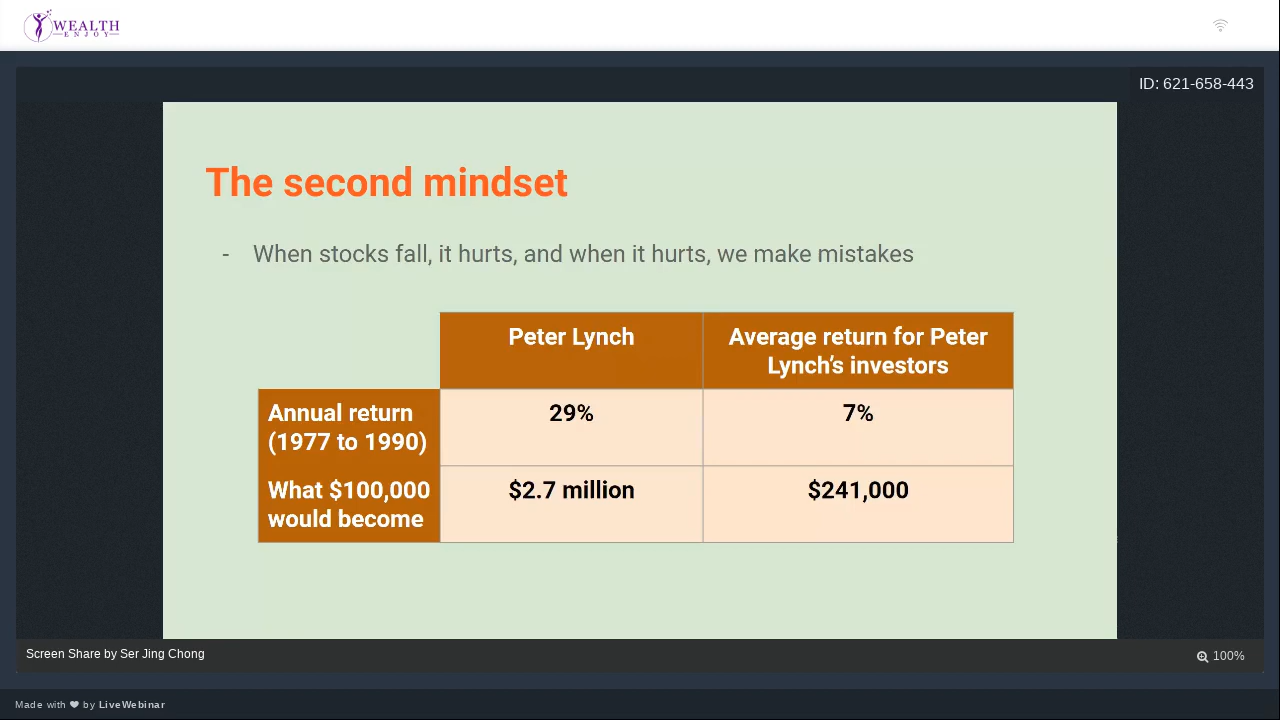 WEALTH
ENJOY
ID: 621-658-443
The second mindset
- When stocks fall, it hurts, and when it hurts, we make mistakes
Peter Lynch
Average return for Peter
Lynch's investors
Annual return
(1977 to 1990)
29%
7%
What $100,000
would become
$2.7 million
$241,000
Screen Share by Ser Jing Chong
100%
Made with ❤ by LiveWebinar